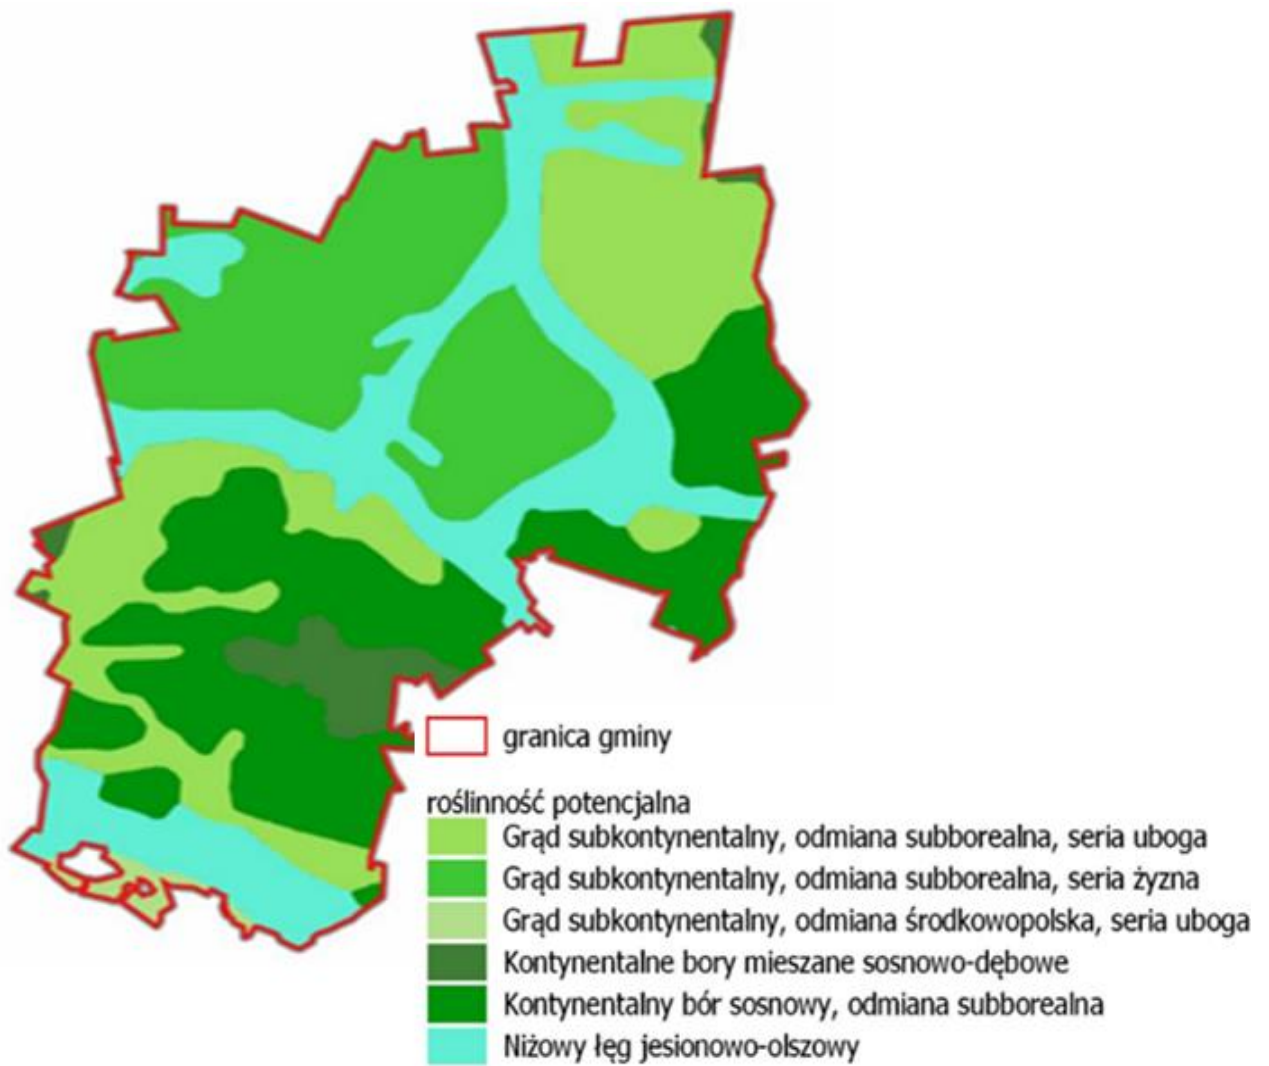 granica gminy
roślinność potencjalna
Grąd subkontynentalny, odmiana subborealna, seria uboga
Grąd subkontynentalny, odmiana subborealna, seria żyzna
Grąd subkontynentalny, odmiana środkowopolska, seria uboga
Kontynentalne bory mieszane sosnowo-dębowe
Kontynentalny bór sosnowy, odmiana subborealna
Niżowy łęg jesionowo-olszowy